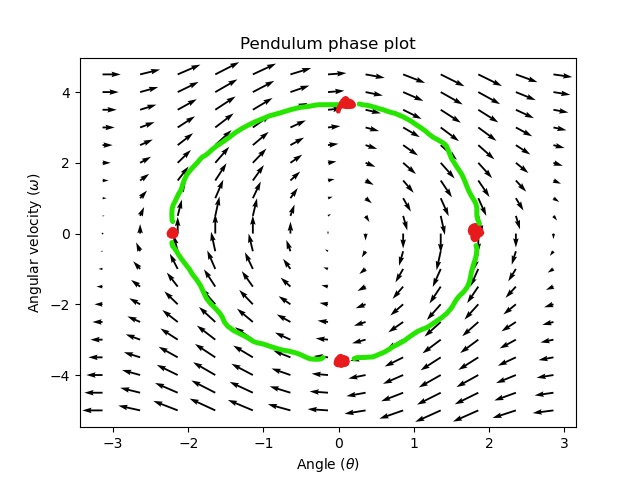 Pendulum phase plot
Angular velocity (ω)
4
2
0
−2
−4
−3 −2 −1 0 1 2 3
Angle (θ)